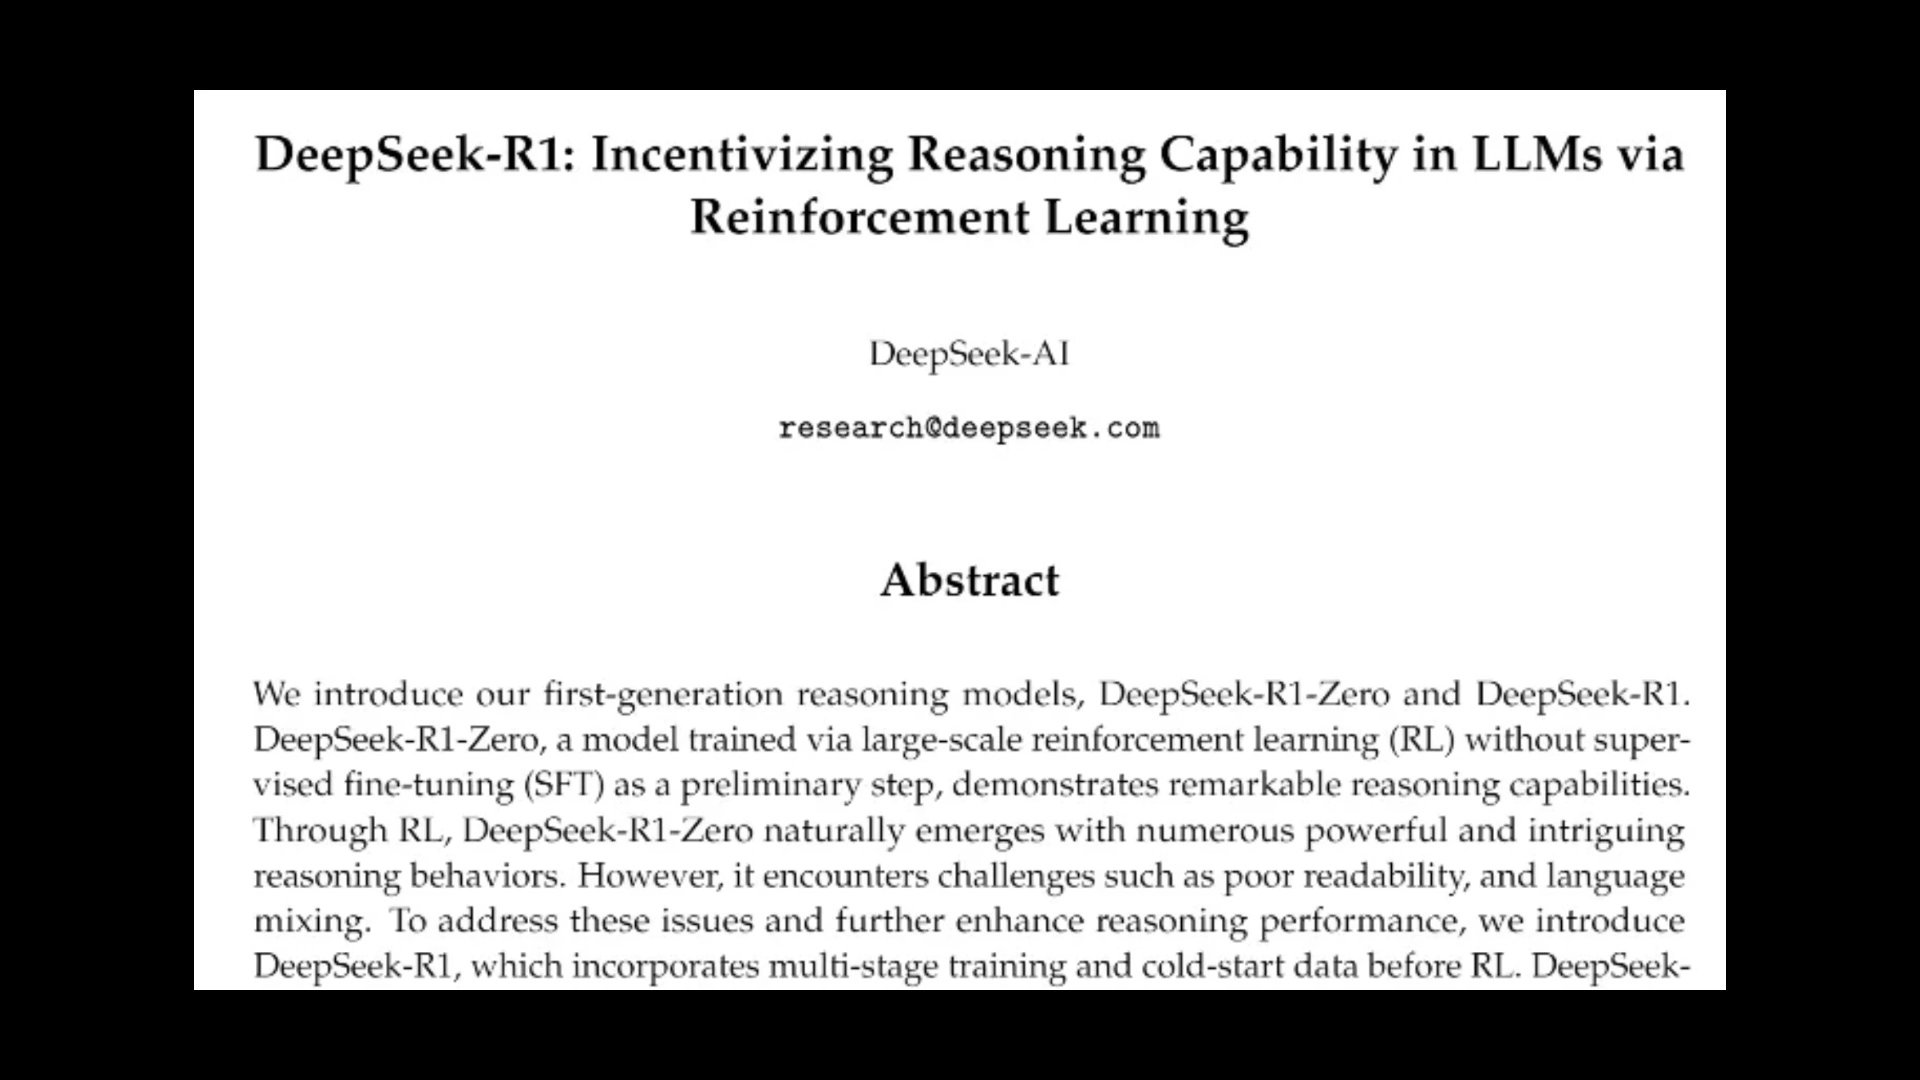 DeepSeek-R1: Incentivizing Reasoning Capability in LLMs via
Reinforcement Learning
DeepSeek-AI
research@deepseek.com
Abstract
We introduce our first-generation reasoning models, DeepSeek-R1-Zero and DeepSeek-R1.
DeepSeek-R1-Zero, a model trained via large-scale reinforcement learning (RL) without super-
vised fine-tuning (SFT) as a preliminary step, demonstrates remarkable reasoning capabilities.
Through RL, DeepSeek-R1-Zero naturally emerges with numerous powerful and intriguing
reasoning behaviors. However, it encounters challenges such as poor readability, and language
mixing. To address these issues and further enhance reasoning performance, we introduce
DeepSeek-R1, which incorporates multi-stage training and cold-start data before RL. DeepSeek-